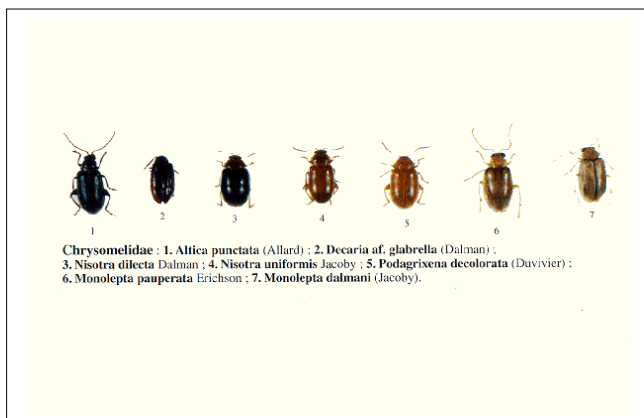 1 2 3 4 5 6 7
Chrysomelidae : 1. Altica punctata (Allard) ; 2. Decaria af. glabrella (Dalman) ;
3. Nisotra dilecta Dalman ; 4. Nisotra uniformis Jacoby ; 5. Podagrixena decolorata (Duvivier) ;
6. Monolepta pauperata Erichson ; 7. Monolepta dalmani (Jacoby).